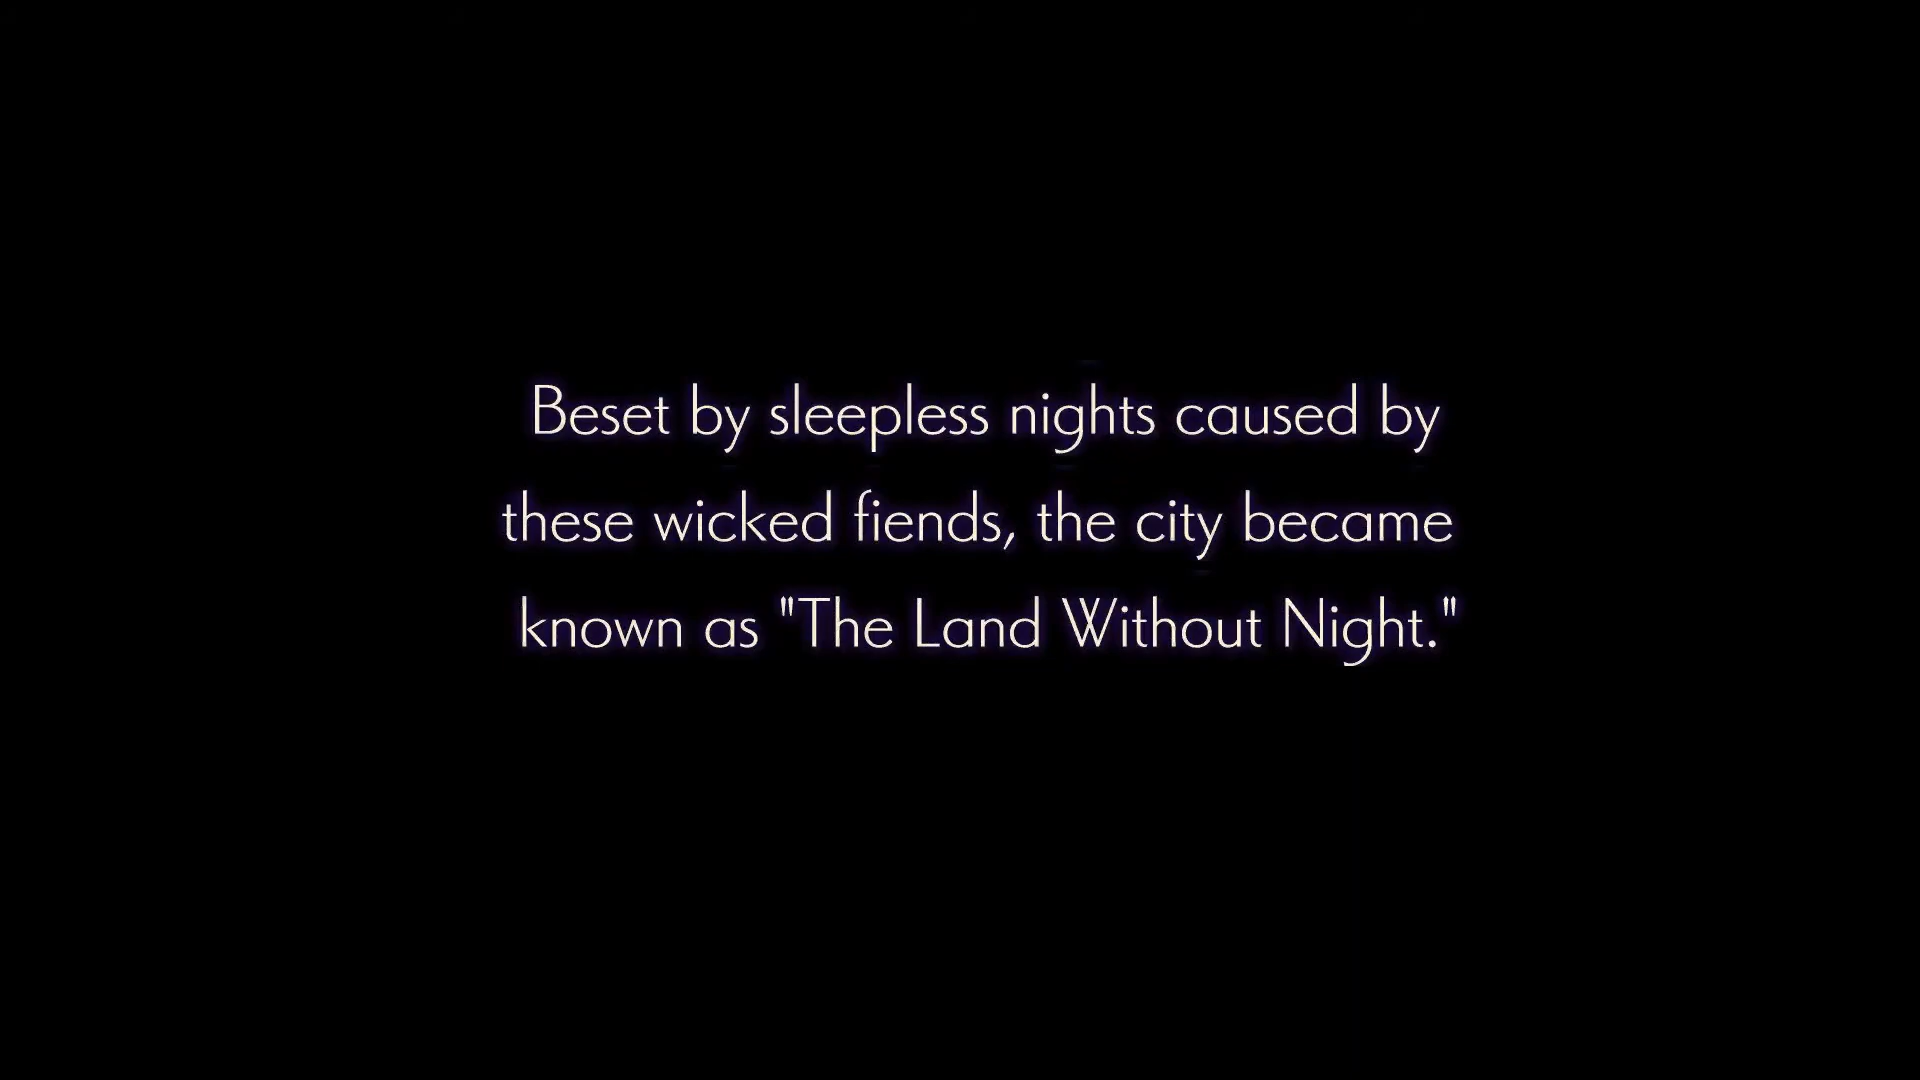 Beset by sleepless nights caused by
these wicked fiends, the city became
known as "The Land Without Night."